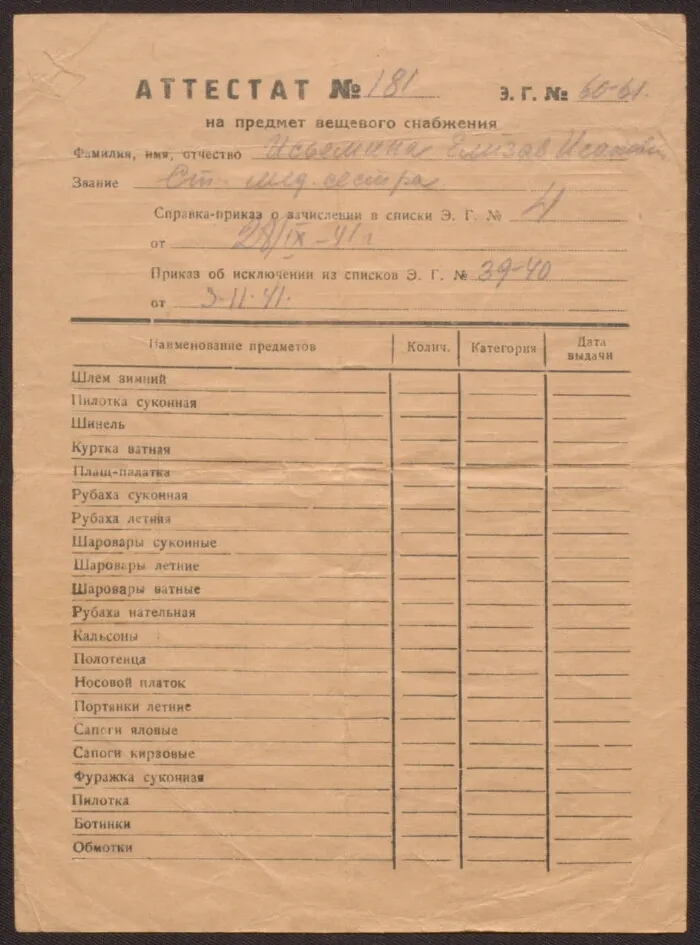 АТТЕСТАТ № 181 Э. Г. № 60-61.
на предмет вещевого снабжения
Фамилия, имя, отчество Елизав Исааковн
Звание Ст. мед. сестра
Справка-приказ о зачислении в списки Э. Г. № 4
от 28/IX-41 г
Приказ об исключении из списков Э. Г. № 39-40
от 3-11-41.
Наименование предметов Колич. Категория Дата выдачи
Шлем зимний
Пилотка суконная
Шинель
Куртка ватная
Плащ-палатка
Рубаха суконная
Рубаха летняя
Шаровары суконные
Шаровары летние
Шаровары ватные
Рубаха нательная
Кальсоны
Полотенца
Носовой платок
Портянки летние
Сапоги яловые
Сапоги кирзовые
Фуражка суконная
Пилотка
Ботинки
Обмотки